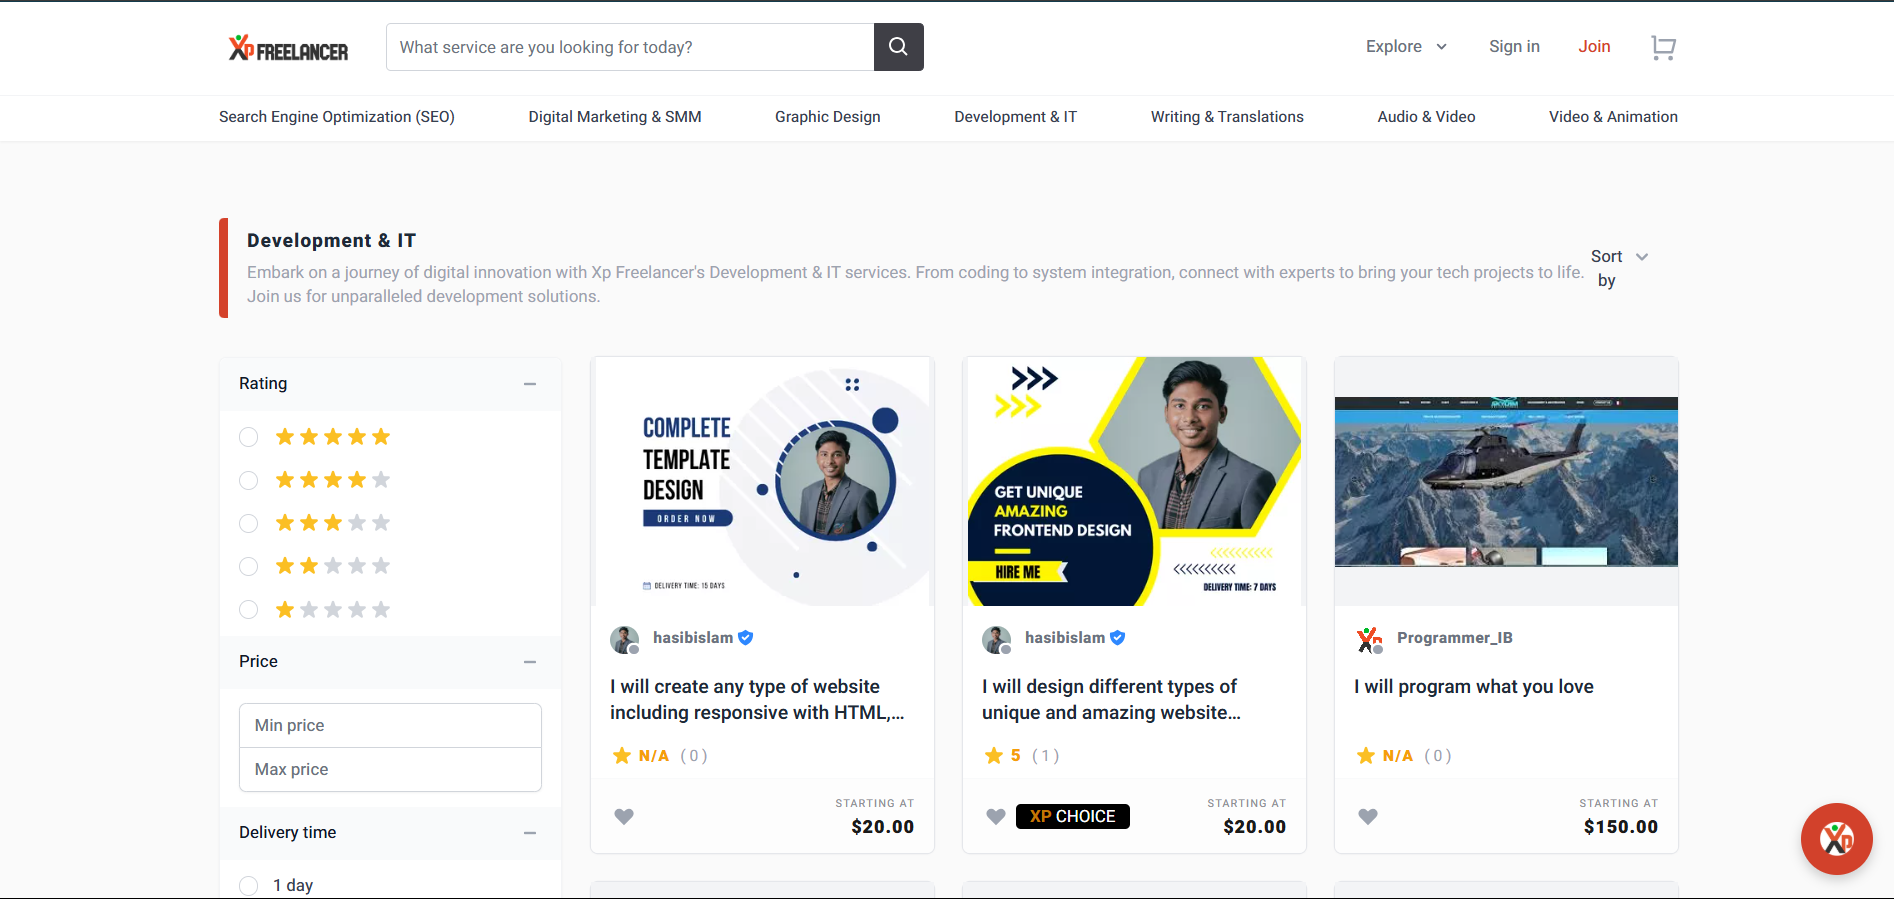 Xp FREELANCER
What service are you looking for today?
Explore
Sign in
Join
Search Engine Optimization (SEO)
Digital Marketing & SMM
Graphic Design
Development & IT
Writing & Translations
Audio & Video
Video & Animation
Development & IT
Embark on a journey of digital innovation with Xp Freelancer's Development & IT services. From coding to system integration, connect with experts to bring your tech projects to life.
Join us for unparalleled development solutions.
Sort
by
Rating
Price
Min price
Max price
Delivery time
1 day
COMPLETE
TEMPLATE
DESIGN
ORDER NOW
DELIVERY TIME: 15 DAYS
hasibislam
I will create any type of website
including responsive with HTML,...
N/A ( 0 )
STARTING AT
$20.00
GET UNIQUE
AMAZING
FRONTEND DESIGN
HIRE ME
DELIVERY TIME: 7 DAYS
hasibislam
I will design different types of
unique and amazing website...
5 ( 1 )
XP CHOICE
STARTING AT
$20.00
Programmer_IB
I will program what you love
N/A ( 0 )
STARTING AT
$150.00
Xp